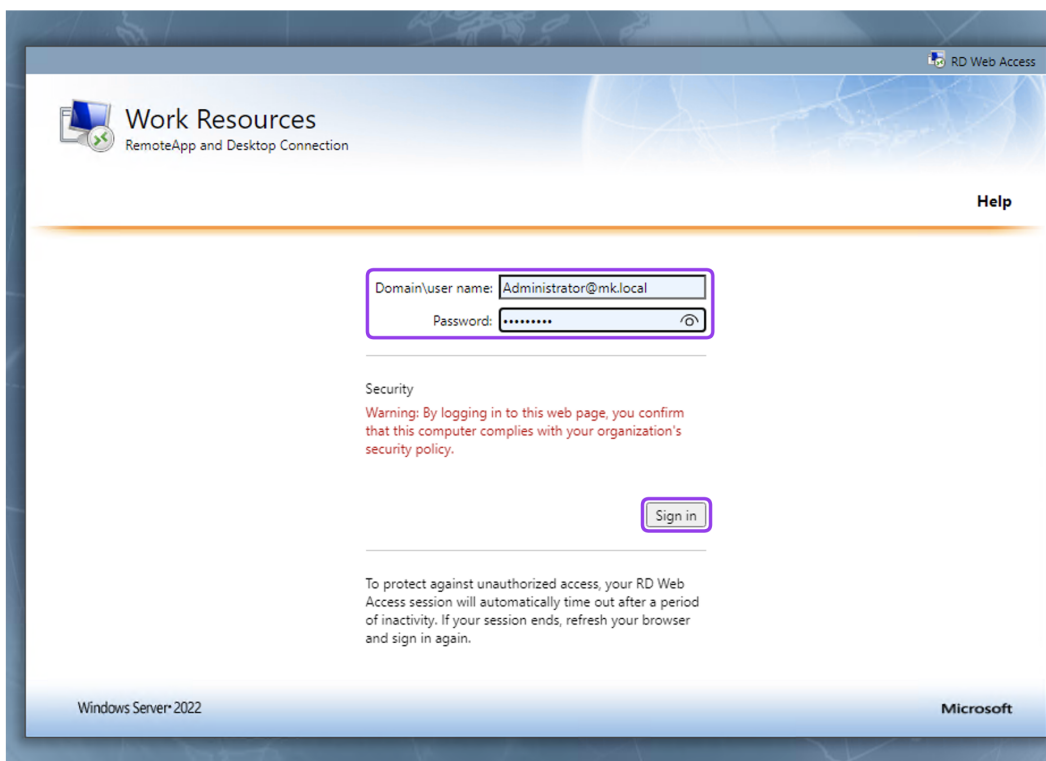 RD Web Access
Work Resources
RemoteApp and Desktop Connection
Help
Domain\user name: Administrator@mk.local
Password: •••••••••
Security
Warning: By logging in to this web page, you confirm
that this computer complies with your organization's
security policy.
Sign in
To protect against unauthorized access, your RD Web
Access session will automatically time out after a period
of inactivity. If your session ends, refresh your browser
and sign in again.
Windows Server 2022
Microsoft